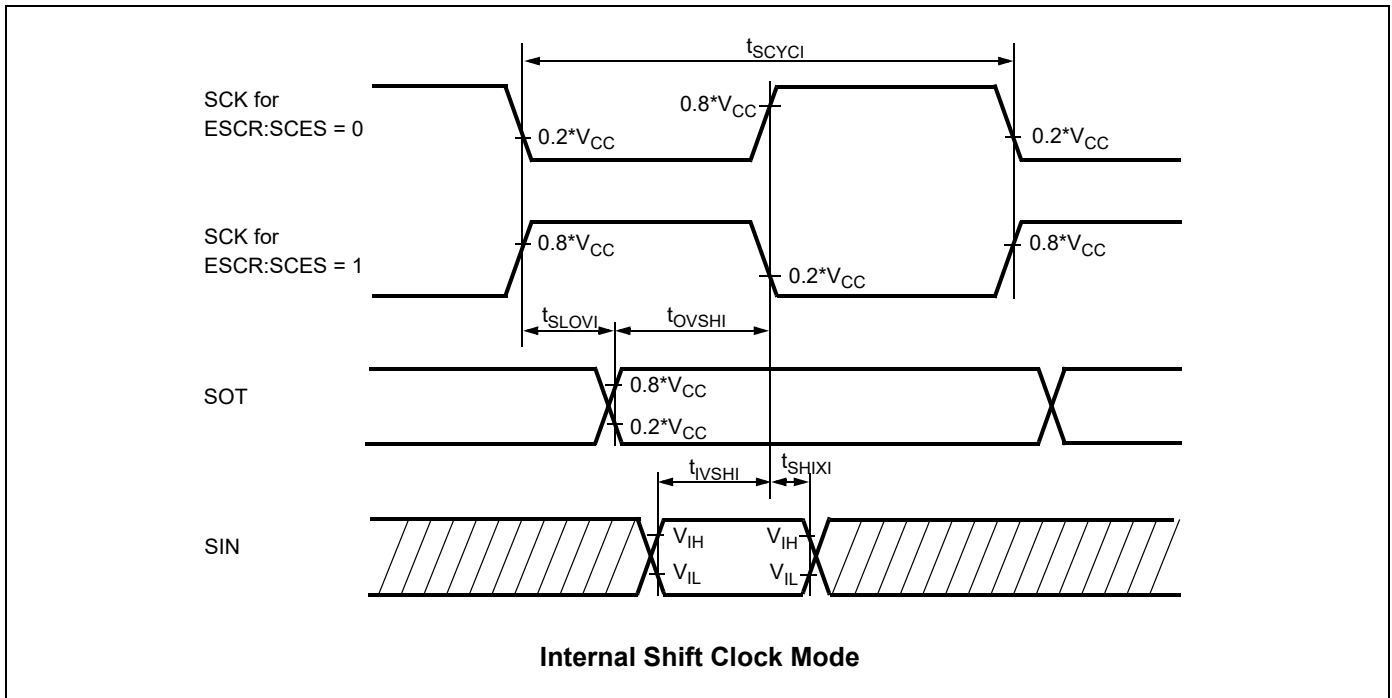 tSCYCI
SCK for
ESCR:SCES = 0
0.8*VCC
0.2*VCC
0.2*VCC
SCK for
ESCR:SCES = 1
0.8*VCC
0.8*VCC
0.2*VCC
tSLOVI
tOVSHI
SOT
0.8*VCC
0.2*VCC
tIVSHI
tSHIXI
SIN
VIH
VIH
VIL
VIL
Internal Shift Clock Mode